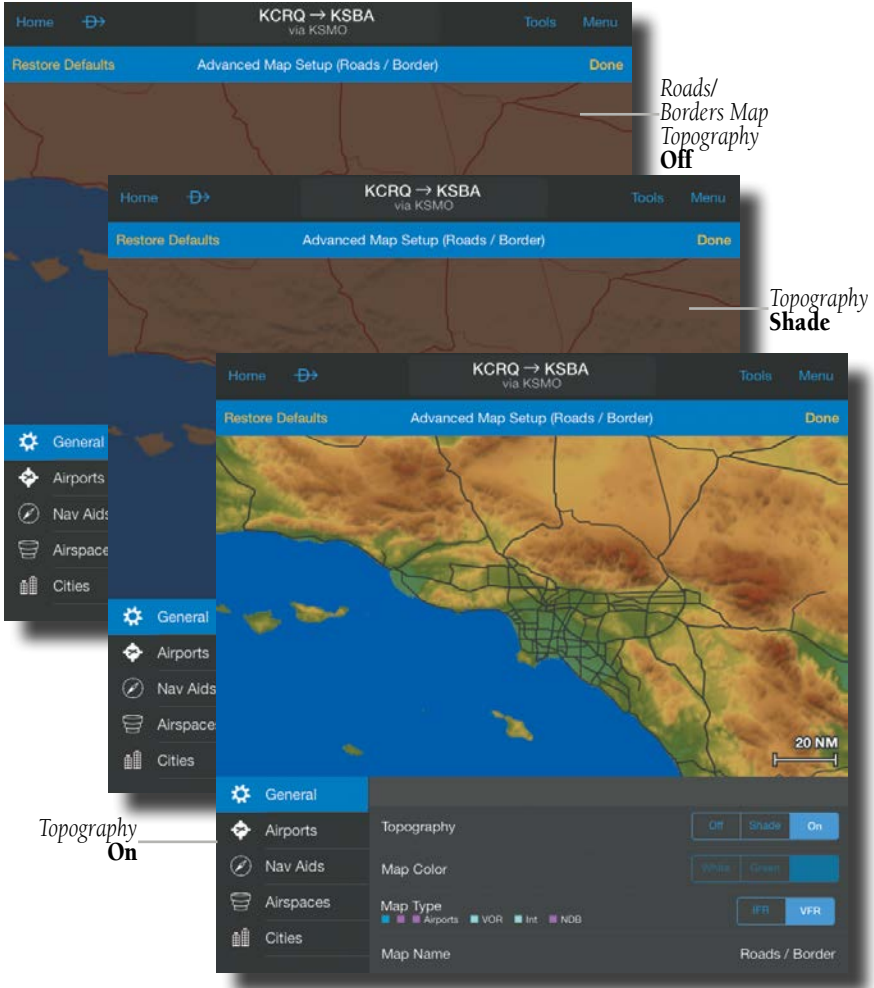 Home
KCRQ → KSBA
via KSMO
Tools
Menu
Restore Defaults
Advanced Map Setup (Roads / Border)
Done
Roads/
Borders Map
Topography
Off
General
Airports
Nav Aids
Airspace
Cities
Home
KCRQ → KSBA
via KSMO
Tools
Menu
Restore Defaults
Advanced Map Setup (Roads / Border)
Done
Topography
Shade
General
Airports
Nav Aids
Airspace
Cities
Home
KCRQ → KSBA
via KSMO
Tools
Menu
Restore Defaults
Advanced Map Setup (Roads / Border)
Done
20 NM
Topography
On
General
Airports
Nav Aids
Airspaces
Cities
Topography
Off
Shade
On
Map Color
White
Green
Map Type
Airports
VOR
Int
NDB
IFR
VFR
Map Name
Roads / Border